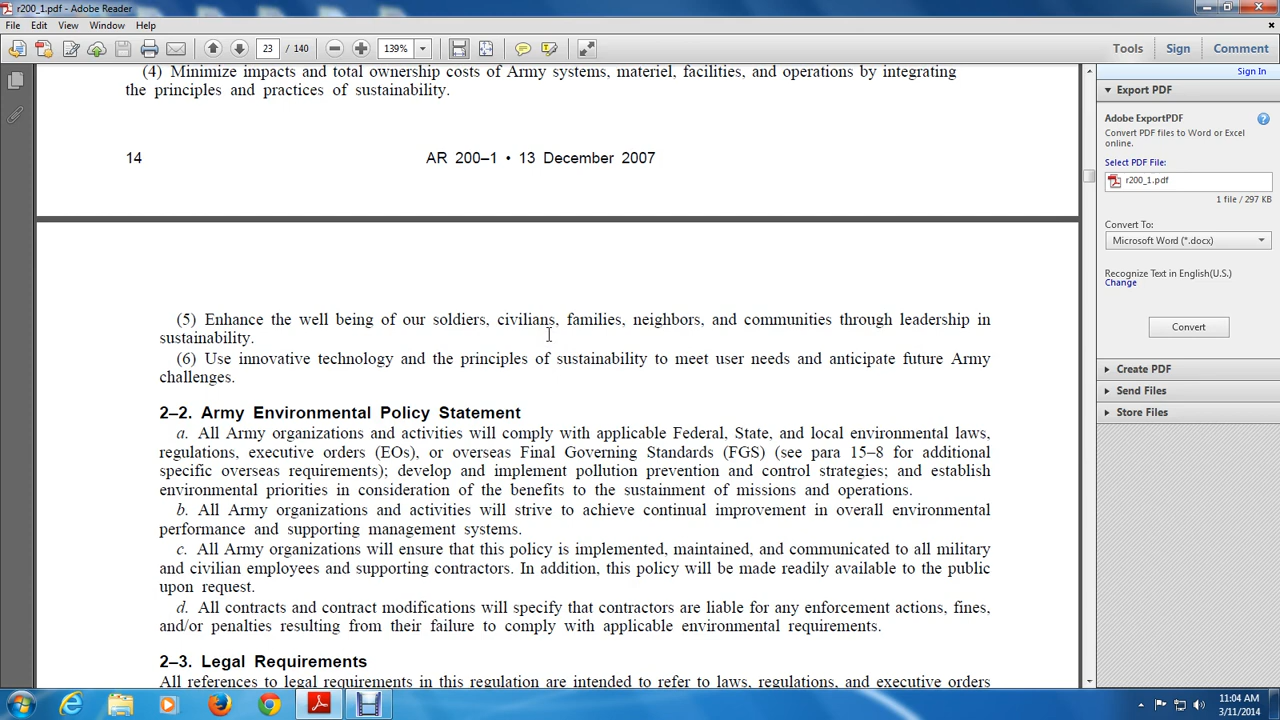 r200_1.pdf - Adobe Reader
File Edit View Window Help
23 / 140 139% Tools Sign Comment
(4) Minimize impacts and total ownership costs of Army systems, materiel, facilities, and operations by integrating
the principles and practices of sustainability.
14 AR 200–1 • 13 December 2007
(5) Enhance the well being of our soldiers, civilians, families, neighbors, and communities through leadership in
sustainability.
(6) Use innovative technology and the principles of sustainability to meet user needs and anticipate future Army
challenges.
2–2. Army Environmental Policy Statement
a. All Army organizations and activities will comply with applicable Federal, State, and local environmental laws,
regulations, executive orders (EOs), or overseas Final Governing Standards (FGS) (see para 15–8 for additional
specific overseas requirements); develop and implement pollution prevention and control strategies; and establish
environmental priorities in consideration of the benefits to the sustainment of missions and operations.
b. All Army organizations and activities will strive to achieve continual improvement in overall environmental
performance and supporting management systems.
c. All Army organizations will ensure that this policy is implemented, maintained, and communicated to all military
and civilian employees and supporting contractors. In addition, this policy will be made readily available to the public
upon request.
d. All contracts and contract modifications will specify that contractors are liable for any enforcement actions, fines,
and/or penalties resulting from their failure to comply with applicable environmental requirements.
2–3. Legal Requirements
All references to legal requirements in this regulation are intended to refer to laws, regulations, and executive orders
Sign In
Export PDF
Adobe ExportPDF
Convert PDF files to Word or Excel
online.
Select PDF File:
r200_1.pdf
1 file / 297 KB
Convert To:
Microsoft Word (*.docx)
Recognize Text in English(U.S.)
Change
Convert
Create PDF
Send Files
Store Files
11:04 AM
3/11/2014